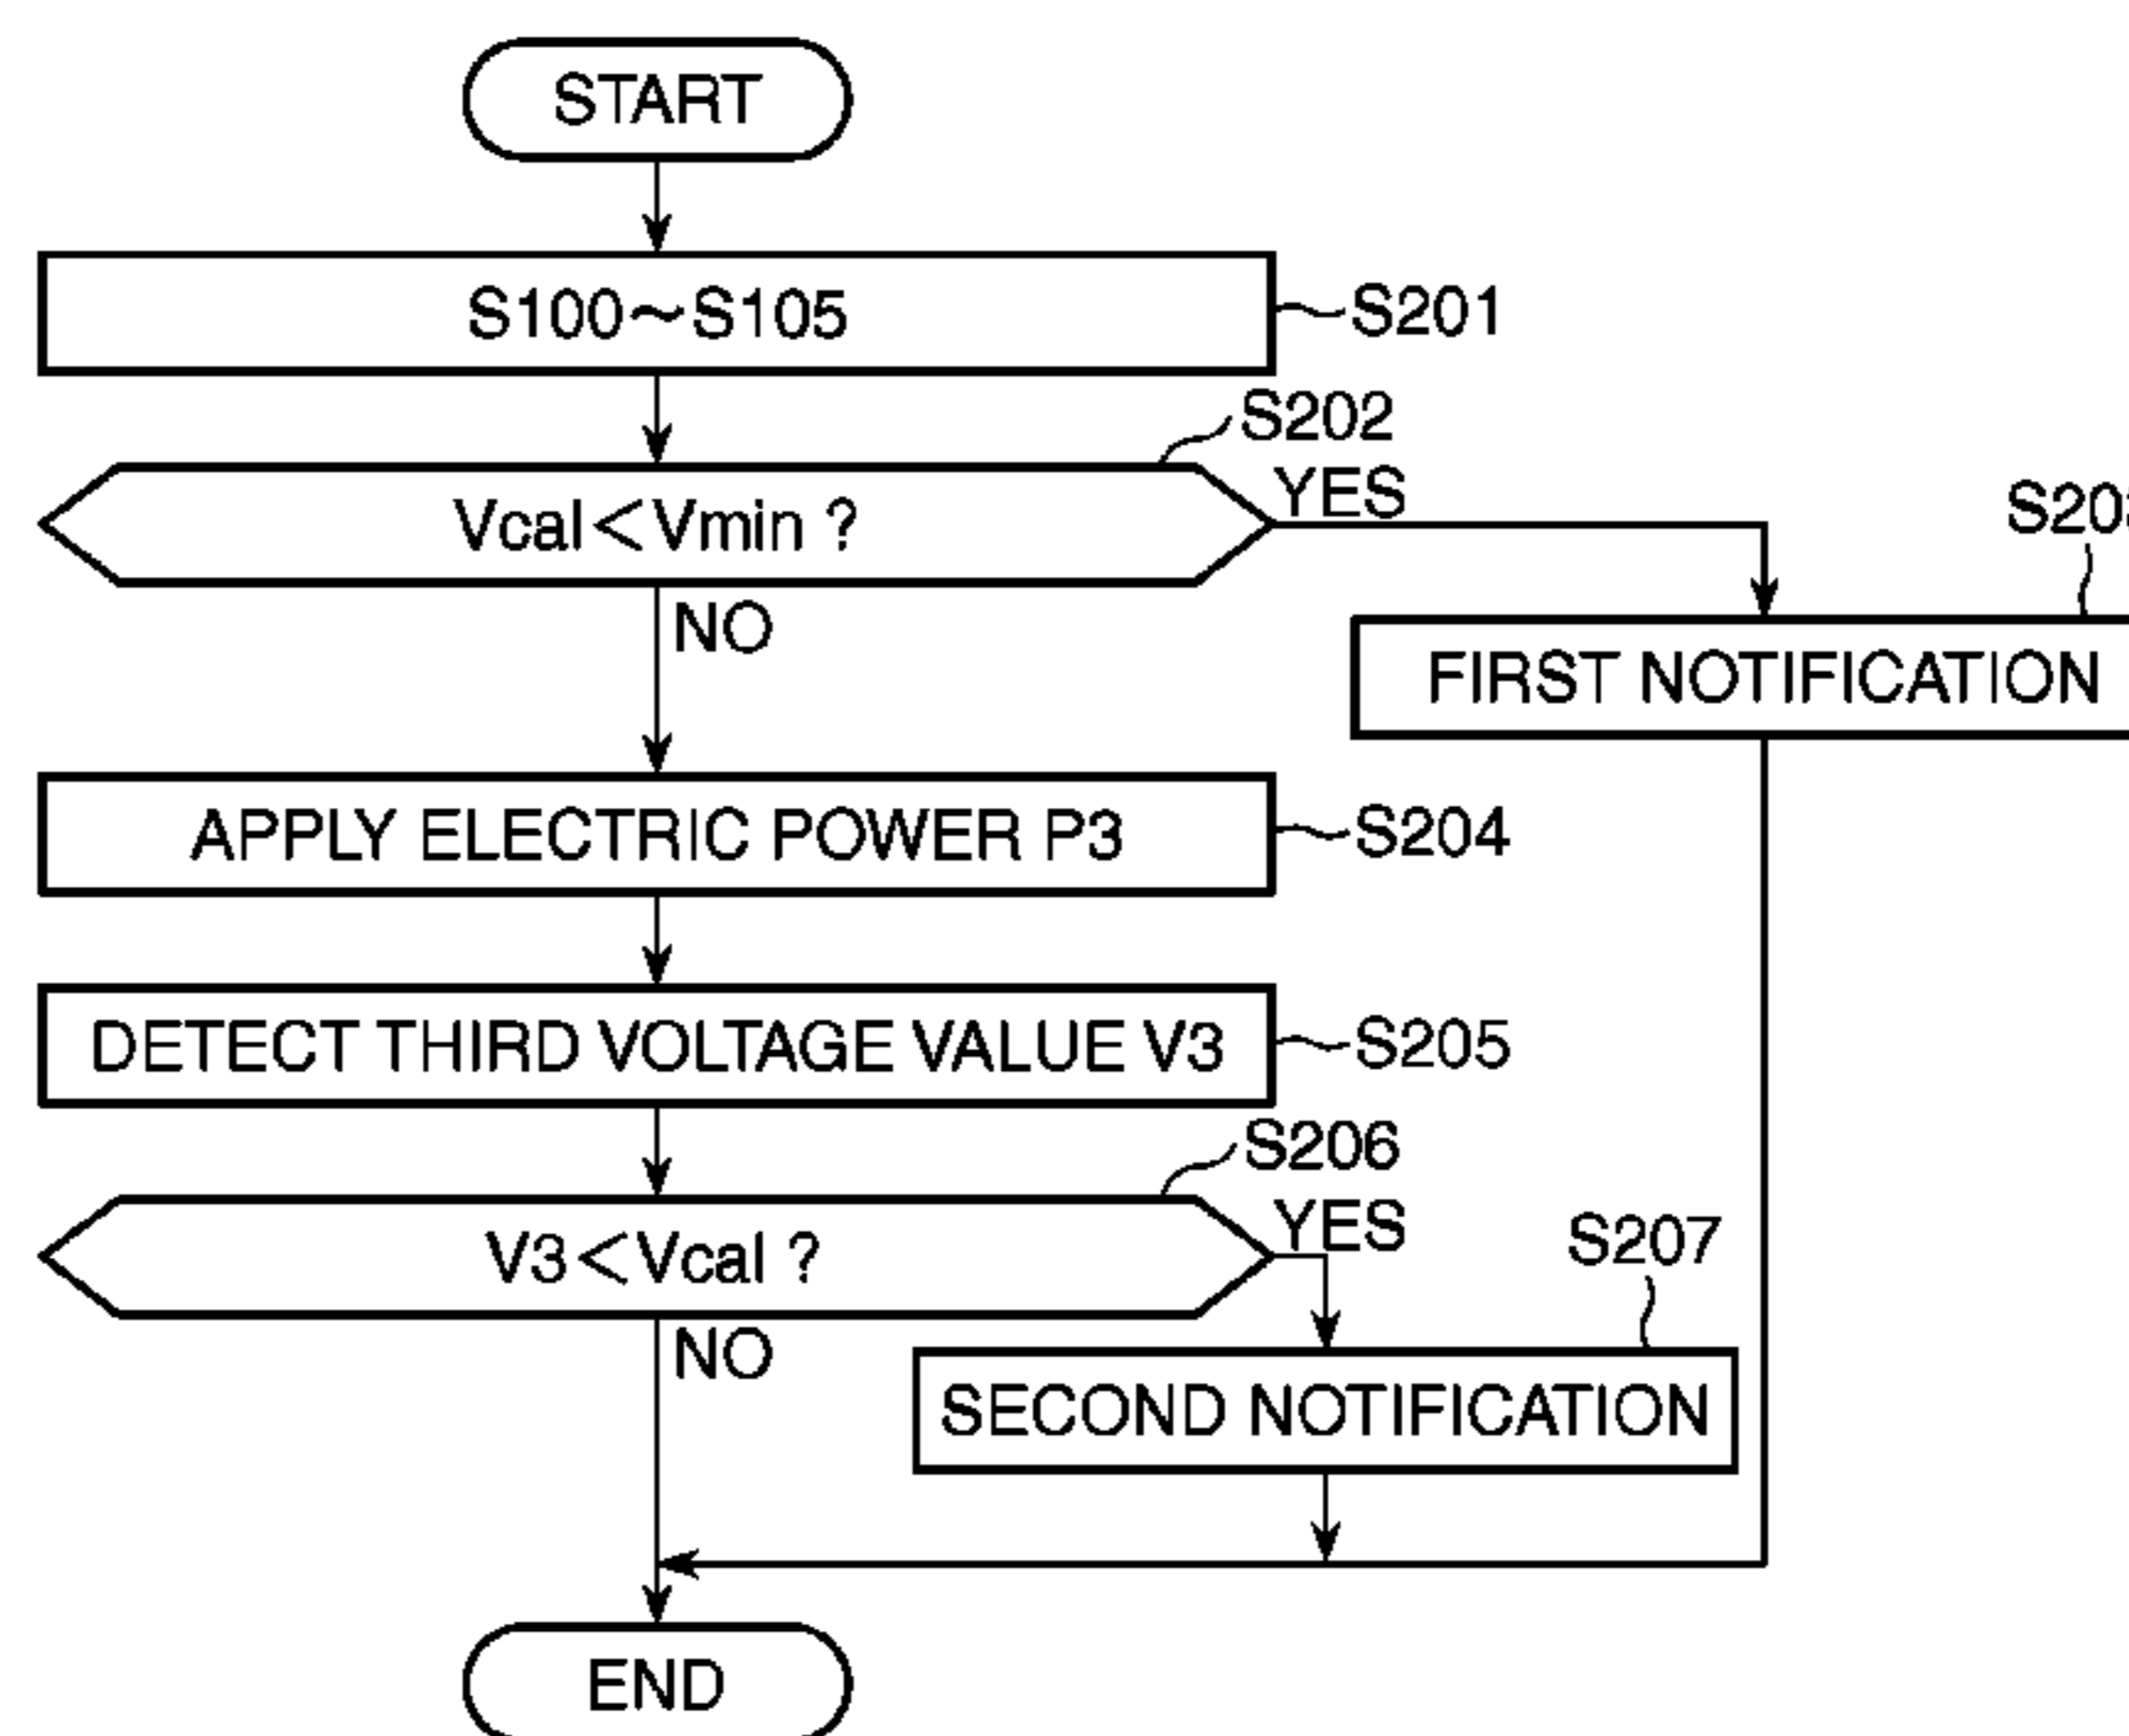 START
S100~S105
S201
S202
Vcal<Vmin ?
YES
NO
FIRST NOTIFICATION
APPLY ELECTRIC POWER P3
S204
DETECT THIRD VOLTAGE VALUE V3
S205
S206
V3<Vcal ?
YES
NO
S207
SECOND NOTIFICATION
END